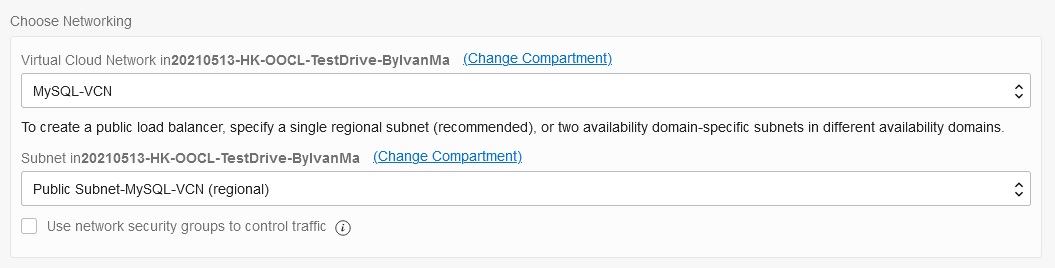 Choose Networking
Virtual Cloud Network in20210513-HK-OOCL-TestDrive-ByIvanMa (Change Compartment)
MySQL-VCN
To create a public load balancer, specify a single regional subnet (recommended), or two availability domain-specific subnets in different availability domains.
Subnet in20210513-HK-OOCL-TestDrive-ByIvanMa (Change Compartment)
Public Subnet-MySQL-VCN (regional)
Use network security groups to control traffic i